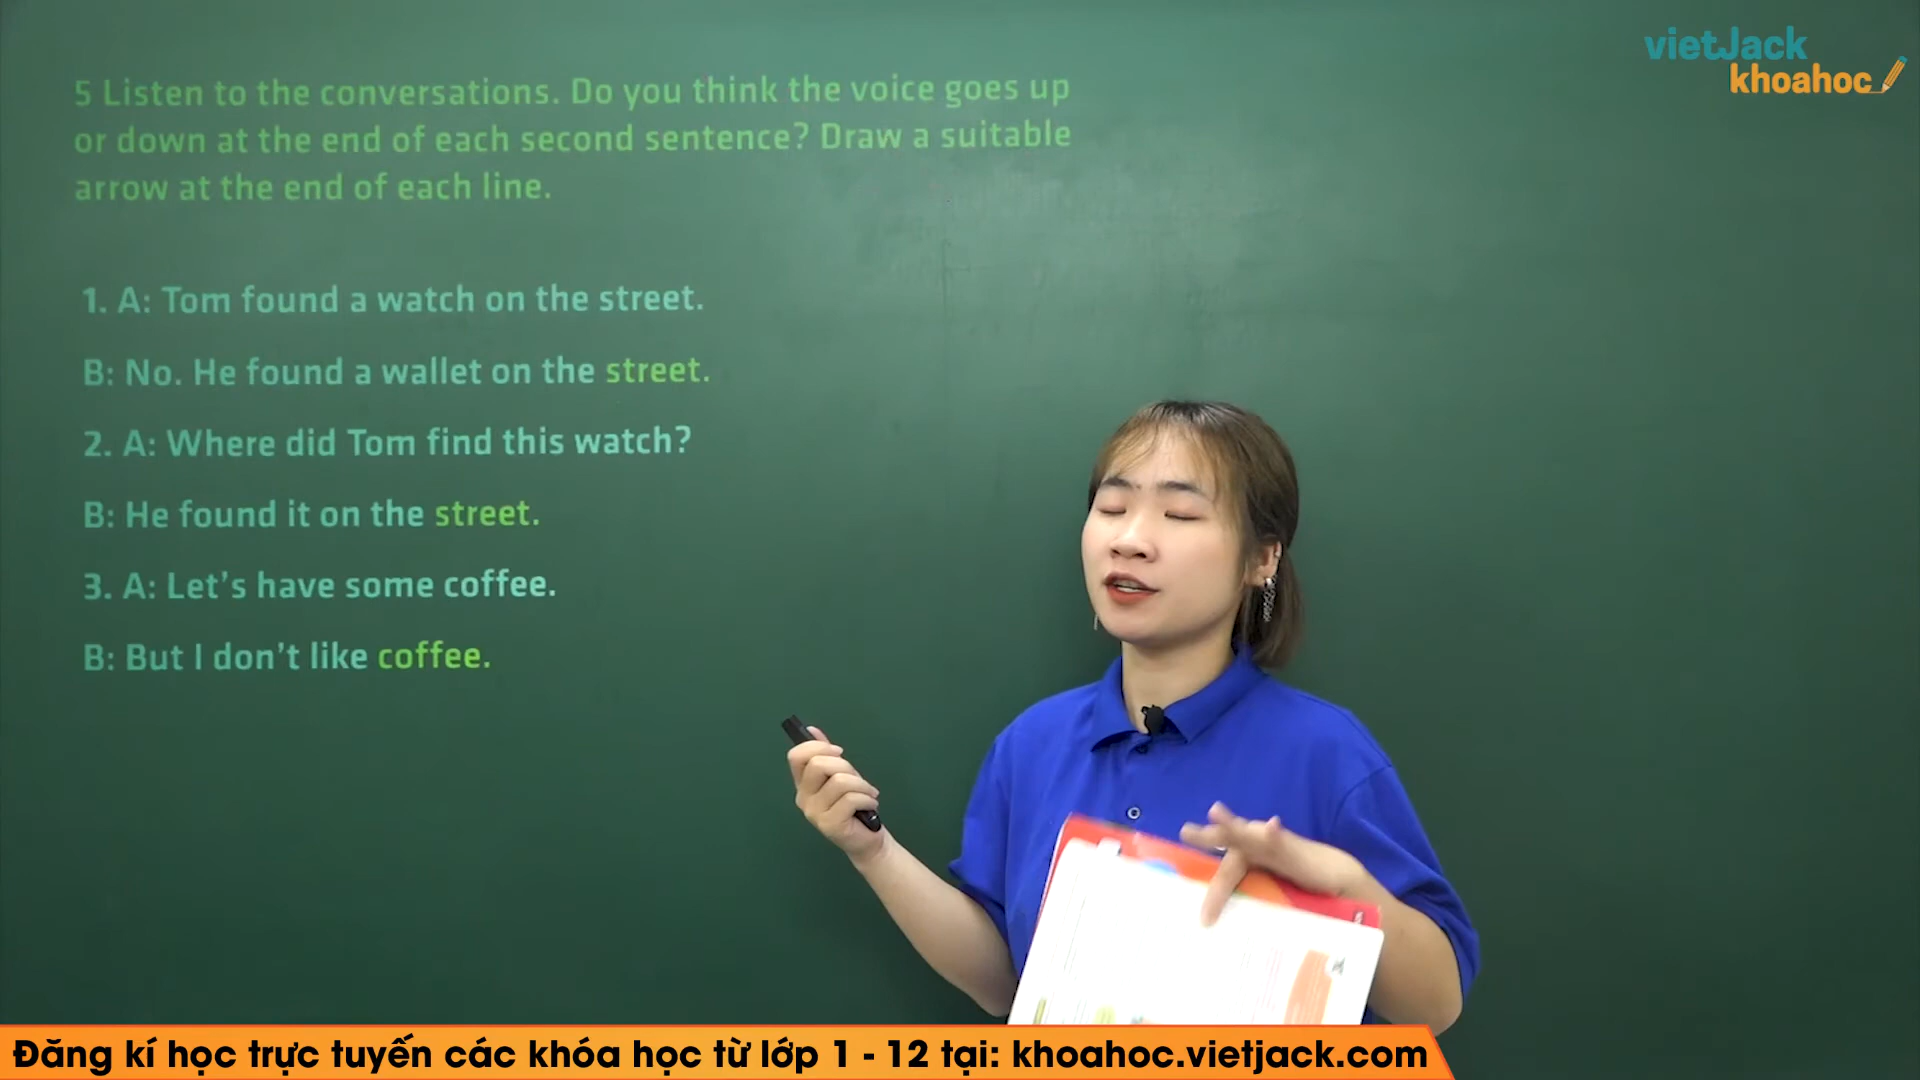 vietJack
khoahoc
5 Listen to the conversations. Do you think the voice goes up
or down at the end of each second sentence? Draw a suitable
arrow at the end of each line.
1. A: Tom found a watch on the street.
B: No. He found a wallet on the street.
2. A: Where did Tom find this watch?
B: He found it on the street.
3. A: Let's have some coffee.
B: But I don't like coffee.
Đăng kí học trực tuyến các khóa học từ lớp 1 - 12 tại: khoahoc.vietjack.com